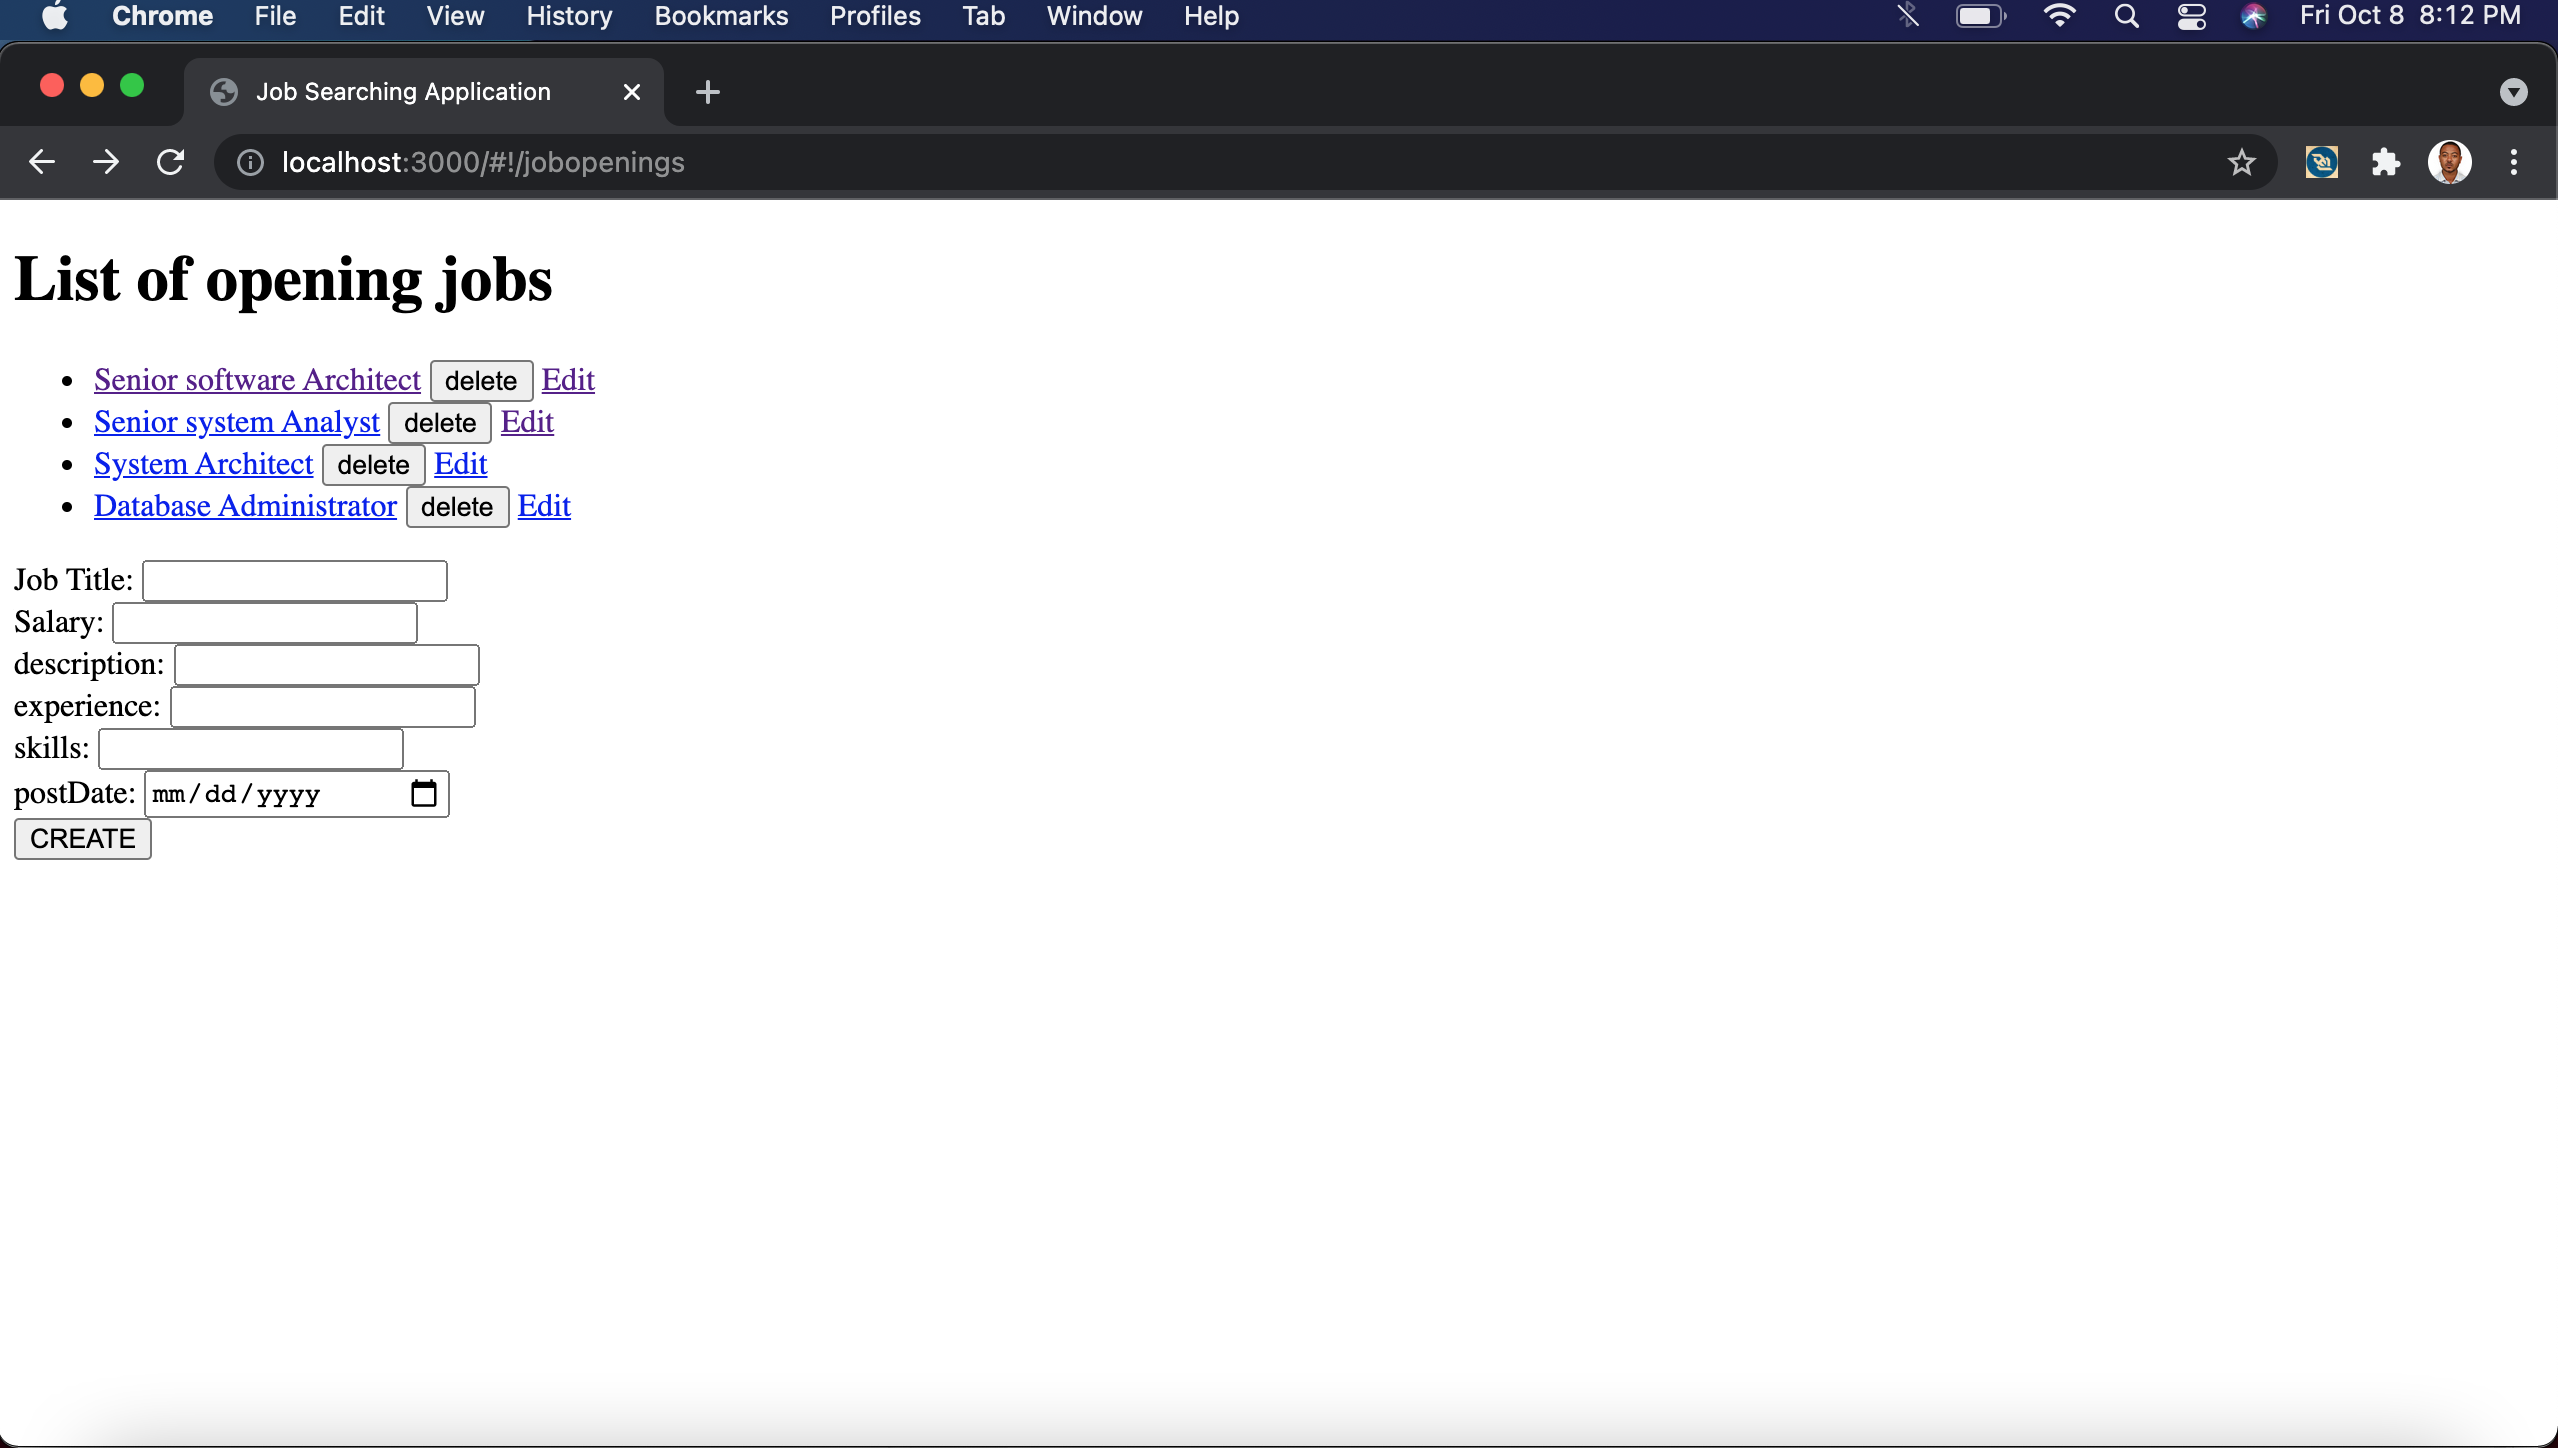 Chrome File Edit View History Bookmarks Profiles Tab Window Help Fri Oct 8 8:12 PM
Job Searching Application
localhost:3000/#!/jobopenings
List of opening jobs
Senior software Architect delete Edit
Senior system Analyst delete Edit
System Architect delete Edit
Database Administrator delete Edit
Job Title:
Salary:
description:
experience:
skills:
postDate: mm/dd/yyyy
CREATE